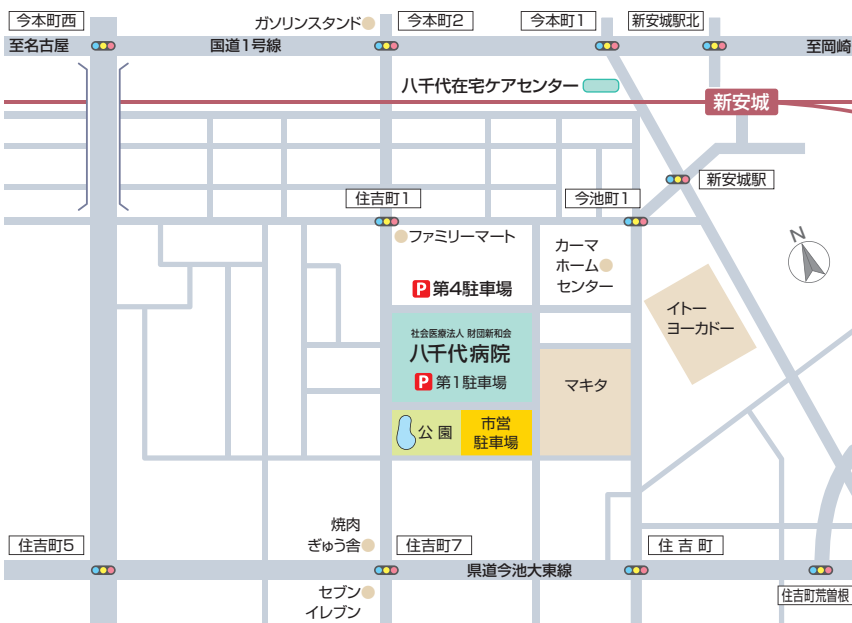 今本町西
ガソリンスタンド
今本町2
今本町1
新安城駅北
至名古屋
国道1号線
至岡崎
八千代在宅ケアセンター
新安城
新安城駅
住吉町1
今池町1
N
ファミリーマート
カーマ
ホーム
センター
P 第4駐車場
イトー
ヨーカドー
社会医療法人 財団新和会
八千代病院
P 第1駐車場
マキタ
公園
市営
駐車場
焼肉
ぎゅう舎
住吉町5
住吉町7
住吉町
県道今池大東線
セブン
イレブン
住吉町荒曽根